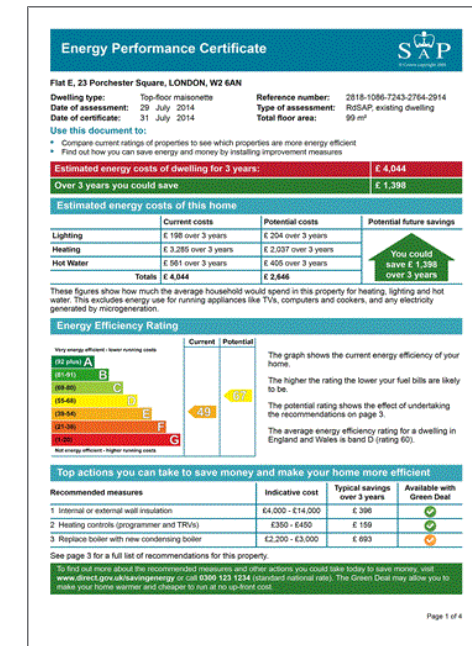 Energy Performance Certificate
SAP
Flat E, 23 Porchester Square, LONDON, W2 6AN
Dwelling type: Top-floor maisonette
Date of assessment: 29 July 2014
Date of certificate: 31 July 2014
Reference number: 2818-1086-7243-2764-2914
Type of assessment: RdSAP, existing dwelling
Total floor area: 99 m²
Use this document to:
• Compare current ratings of properties to see which properties are more energy efficient
• Find out how you can save energy and money by installing improvement measures
Estimated energy costs of dwelling for 3 years: £ 4,044
Over 3 years you could save £ 1,398
Estimated energy costs of this home
Current costs Potential costs Potential future savings
Lighting £ 198 over 3 years £ 204 over 3 years
Heating £ 3,285 over 3 years £ 2,037 over 3 years
Hot Water £ 561 over 3 years £ 405 over 3 years
Totals £ 4,044 £ 2,646
You could
save £ 1,398
over 3 years
These figures show how much the average household would spend in this property for heating, lighting and hot
water. This excludes energy use for running appliances like TVs, computers and cookers, and any electricity
generated by microgeneration.
Energy Efficiency Rating
Current Potential
Very energy efficient - lower running costs
(92 plus) A
(81-91) B
(69-80) C
(55-68) D
(39-54) E
(21-38) F
(1-20) G
Not energy efficient - higher running costs
49
The graph shows the current energy efficiency of your
home.
The higher the rating the lower your fuel bills are likely
to be.
The potential rating shows the effect of undertaking
the recommendations on page 3.
The average energy efficiency rating for a dwelling in
England and Wales is band D (rating 60).
Top actions you can take to save money and make your home more efficient
Recommended measures Indicative cost Typical savings over 3 years Available with Green Deal
1 Internal or external wall insulation £4,000 - £14,000 £ 396
2 Heating controls (programmer and TRVs) £350 - £450 £ 159
3 Replace boiler with new condensing boiler £2,200 - £3,000 £ 693
See page 3 for a full list of recommendations for this property.
To find out more about the recommended measures and other actions you could take today to save money, visit
www.direct.gov.uk/savingenergy or call 0300 123 1234 (standard national rate). The Green Deal may allow you to
make your home warmer and cheaper to run at no up-front cost.
Page 1 of 4